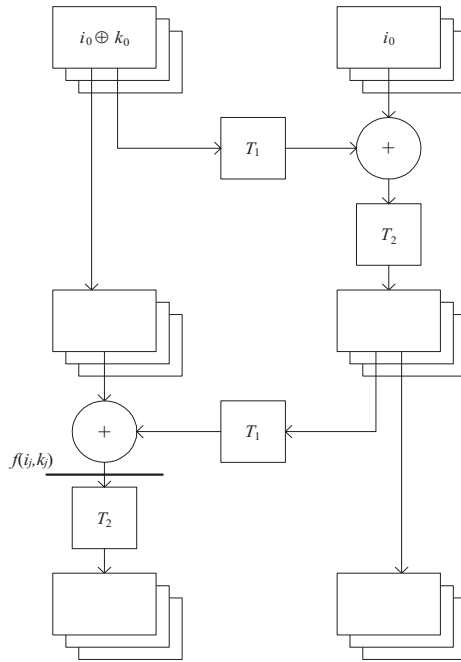 i₀ ⊕ k₀
i₀
T₁
+
T₂
+
T₁
f(iⱼ,kⱼ)
T₂